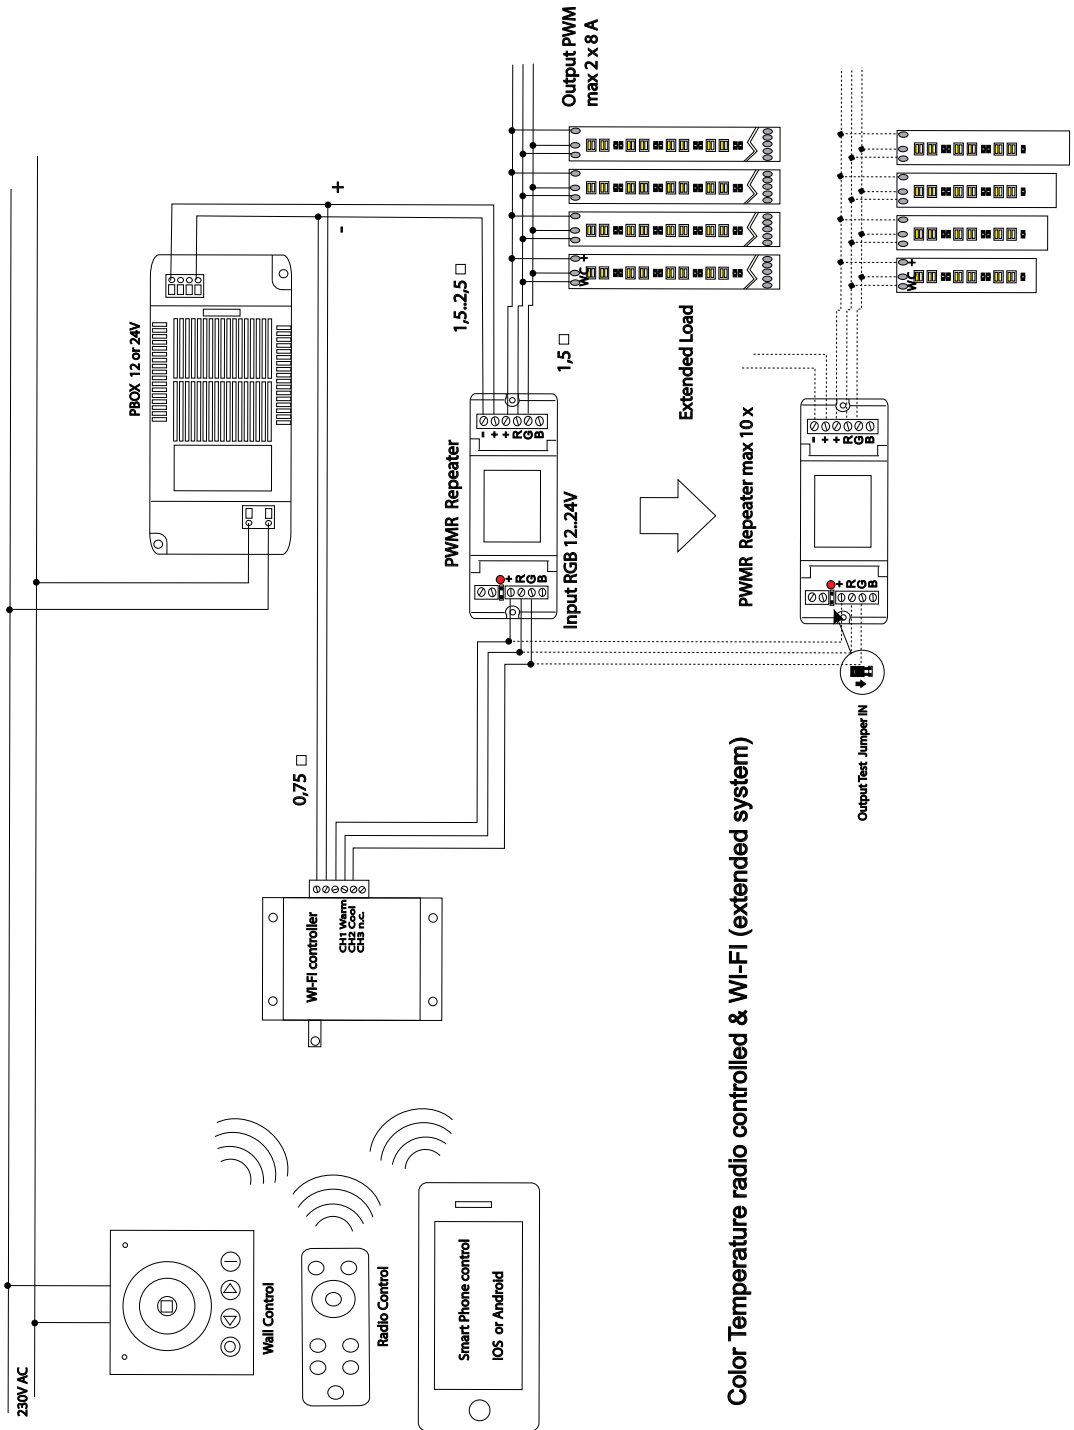 230V AC
Wall Control
Radio Control
Smart Phone control
IOS or Android
WI-FI controller
CH1 Warm
CH2 Cool
CH3 n.c.
0,75 □
PBOX 12 or 24V
+
-
1,5..2,5 □
1,5 □
PWMR Repeater
Input RGB 12..24V
+
R
G
B
-
+
+
R
G
B
Output PWM
max 2 x 8 A
WC+
Extended Load
PWMR Repeater max 10 x
+
R
G
B
-
+
+
R
G
B
WC+
Output Test Jumper IN
Color Temperature radio controlled & WI-FI (extended system)